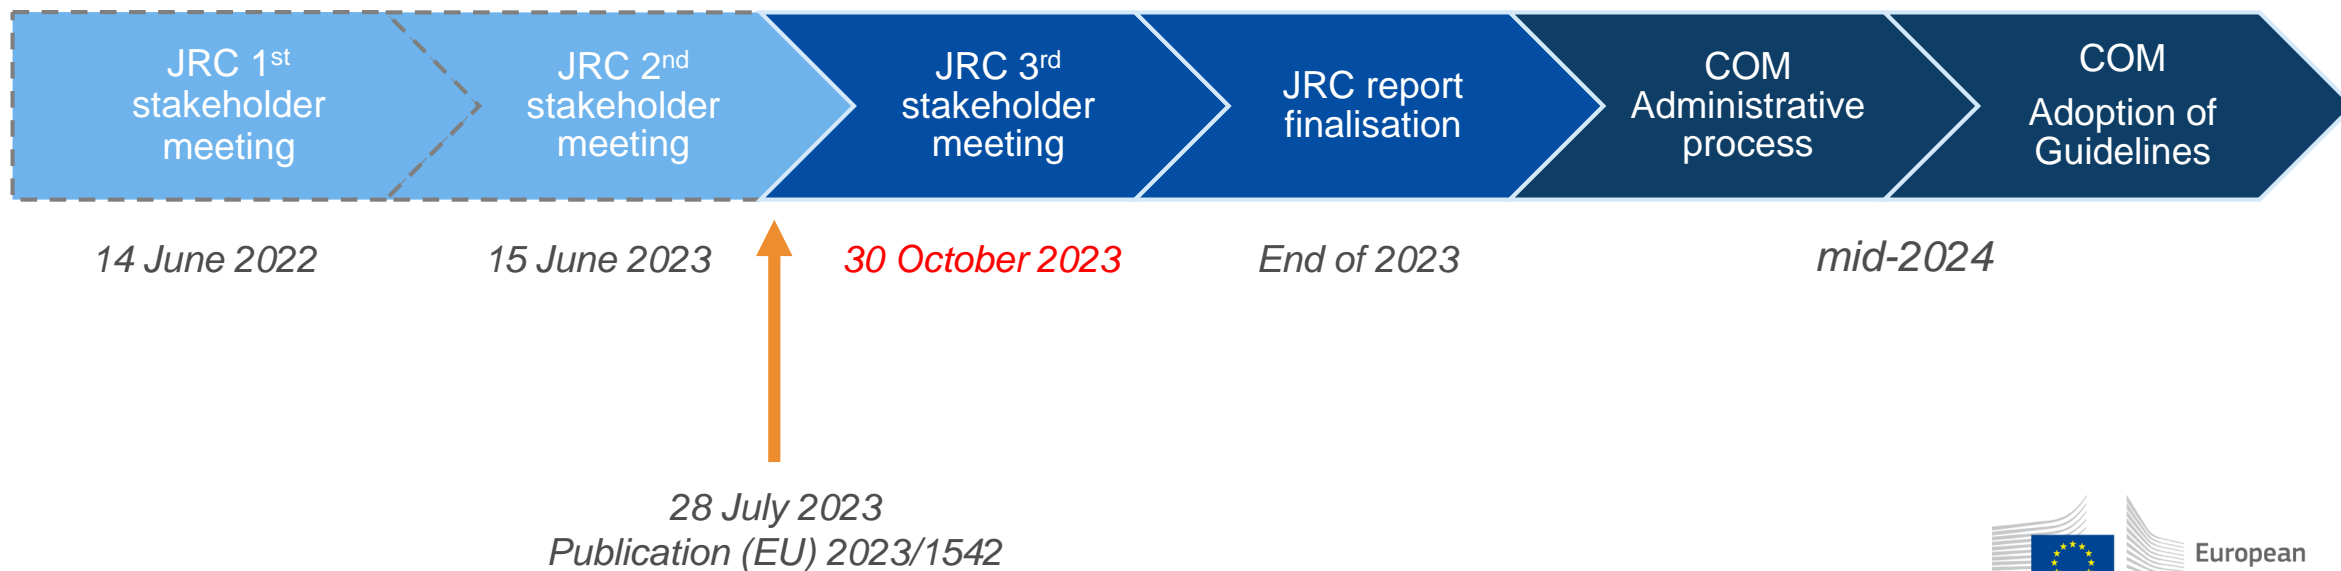 JRC 1st
stakeholder
meeting
JRC 2nd
stakeholder
meeting
JRC 3rd
stakeholder
meeting
JRC report
finalisation
COM
Administrative
process
COM
Adoption of
Guidelines
14 June 2022
15 June 2023
30 October 2023
End of 2023
mid-2024
28 July 2023
Publication (EU) 2023/1542
European